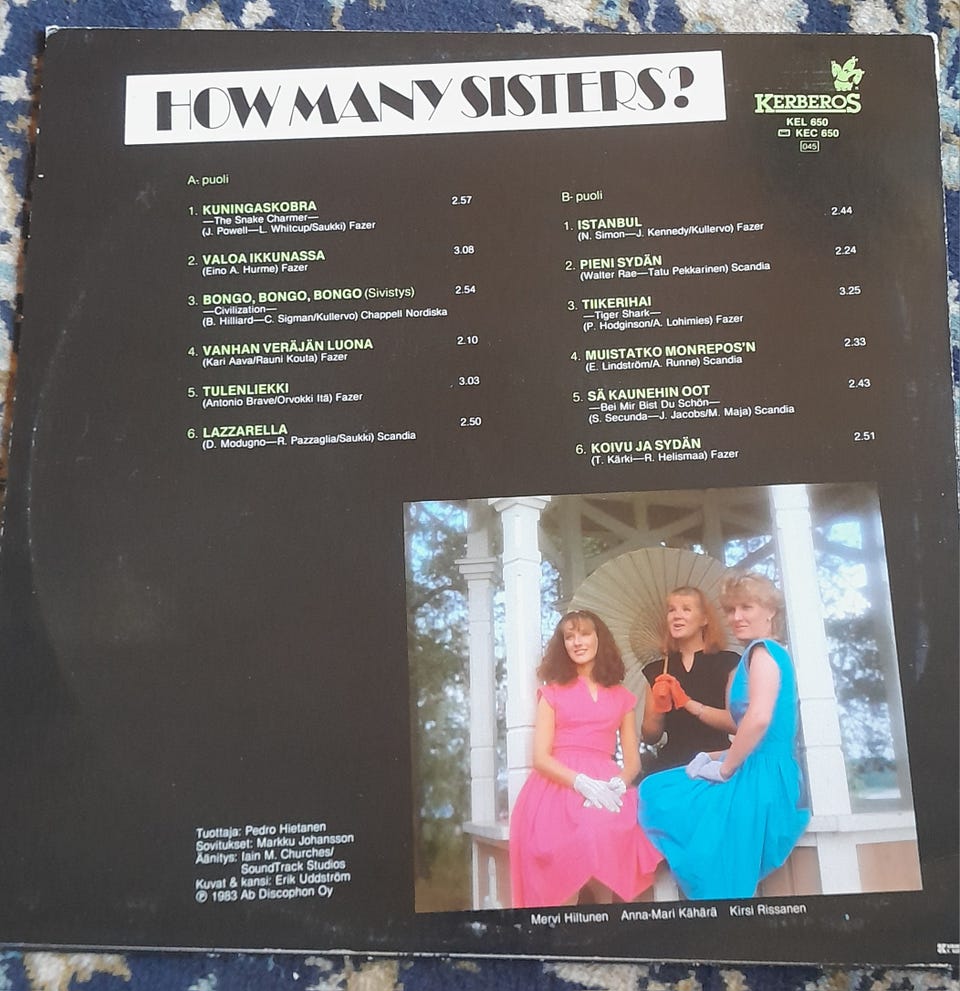 HOW MANY SISTERS?
KERBEROS
KEL 650
KEC 650
045
A- puoli
1. KUNINGASKOBRA 2.57
—The Snake Charmer—
(J. Powell—L. Whitcup/Saukki) Fazer
2. VALOA IKKUNASSA 3.08
(Eino A. Hurme) Fazer
3. BONGO, BONGO, BONGO (Sivistys) 2.54
—Civilization—
(B. Hilliard—C. Sigman/Kullervo) Chappell Nordiska
4. VANHAN VERÄJÄN LUONA 2.10
(Kari Aava/Rauni Kouta) Fazer
5. TULENLIEKKI 3.03
(Antonio Brave/Orvokki Itä) Fazer
6. LAZZARELLA 2.50
(D. Modugno—R. Pazzaglia/Saukki) Scandia
B- puoli
1. ISTANBUL 2.44
(N. Simon—J. Kennedy/Kullervo) Fazer
2. PIENI SYDÄN 2.24
(Walter Rae—Tatu Pekkarinen) Scandia
3. TIIKERIHAI 3.25
—Tiger Shark—
(P. Hodginson/A. Lohimies) Fazer
4. MUISTATKO MONREPOS'N 2.33
(E. Lindström/A. Runne) Scandia
5. SÄ KAUNEHIN OOT 2.43
—Bei Mir Bist Du Schön—
(S. Secunda—J. Jacobs/M. Maja) Scandia
6. KOIVU JA SYDÄN 2.51
(T. Kärki—R. Helismaa) Fazer
Tuottaja: Pedro Hietanen
Sovitukset: Markku Johansson
Äänitys: Iain M. Churches/
SoundTrack Studios
Kuvat & kansi: Erik Uddström
℗ 1983 Ab Discophon Oy
Mervi Hiltunen Anna-Mari Kähärä Kirsi Rissanen